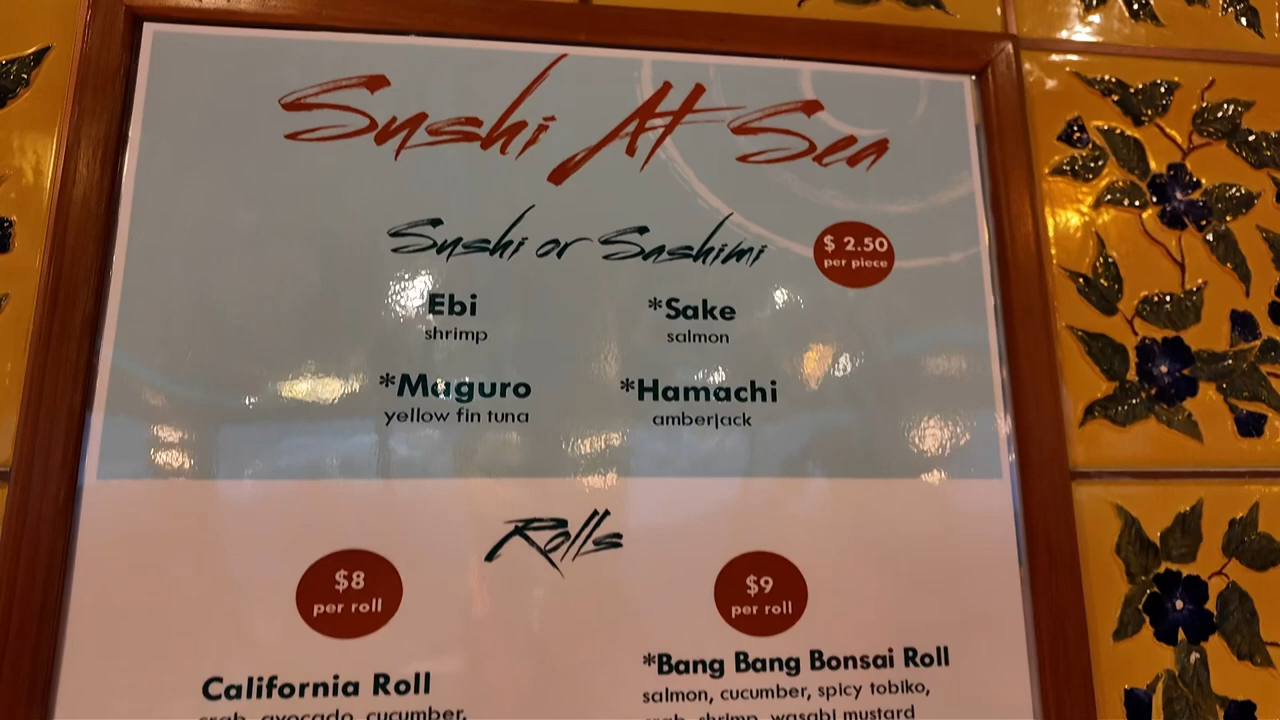 Sushi At Sea
Sushi or Sashimi
$ 2.50
per piece
Ebi
shrimp
*Sake
salmon
*Maguro
yellow fin tuna
*Hamachi
amberjack
Rolls
$8
per roll
California Roll
crab, avocado, cucumber,
$9
per roll
*Bang Bang Bonsai Roll
salmon, cucumber, spicy tobiko,
crab, shrimp, wasabi mustard